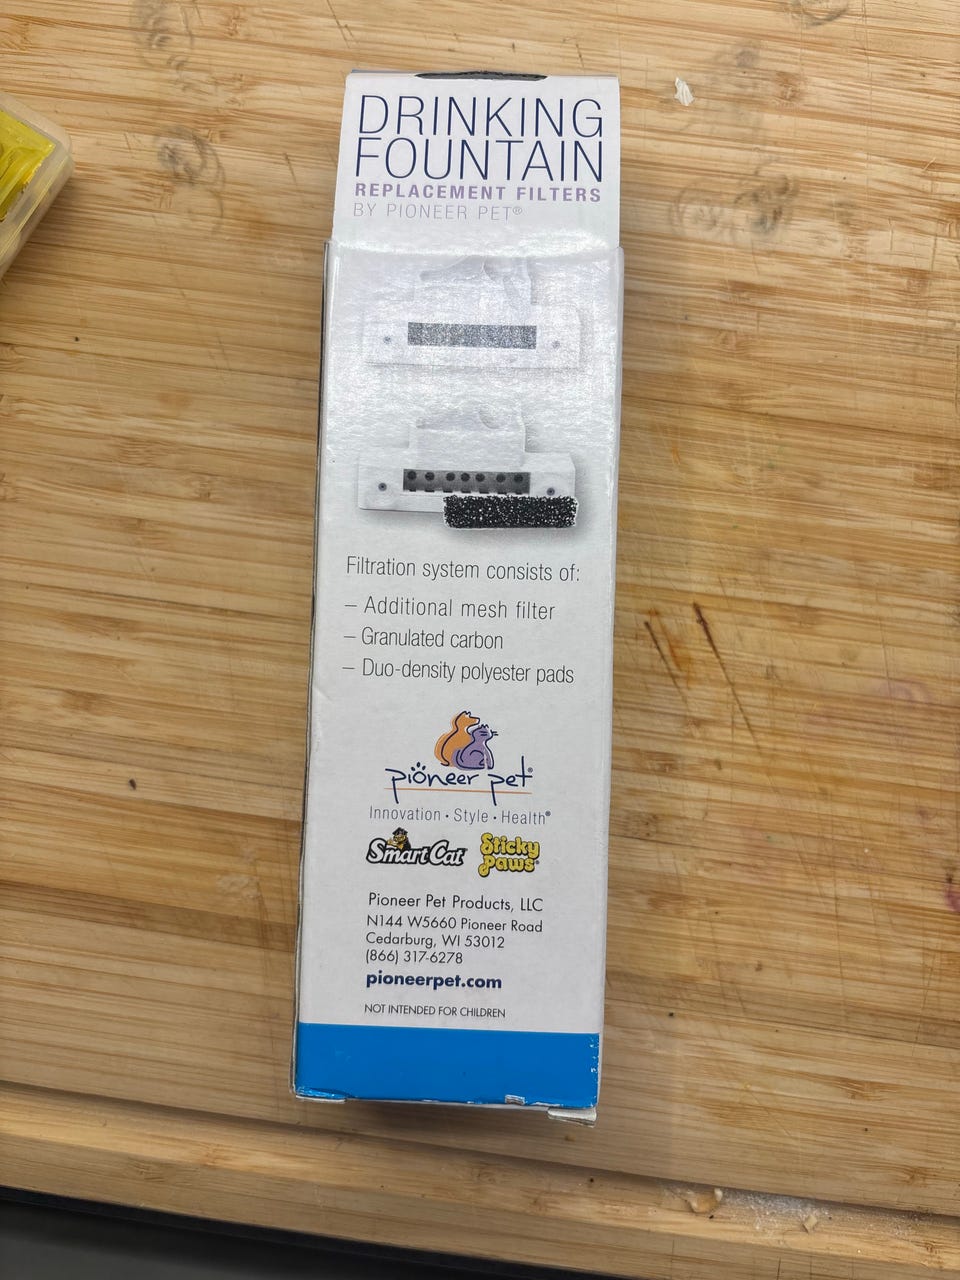 DRINKING
FOUNTAIN
REPLACEMENT FILTERS
BY PIONEER PET®
Filtration system consists of:
– Additional mesh filter
– Granulated carbon
– Duo-density polyester pads
pioneer pet®
Innovation • Style • Health®
SmartCat
Sticky
Paws®
Pioneer Pet Products, LLC
N144 W5660 Pioneer Road
Cedarburg, WI 53012
(866) 317-6278
pioneerpet.com
NOT INTENDED FOR CHILDREN